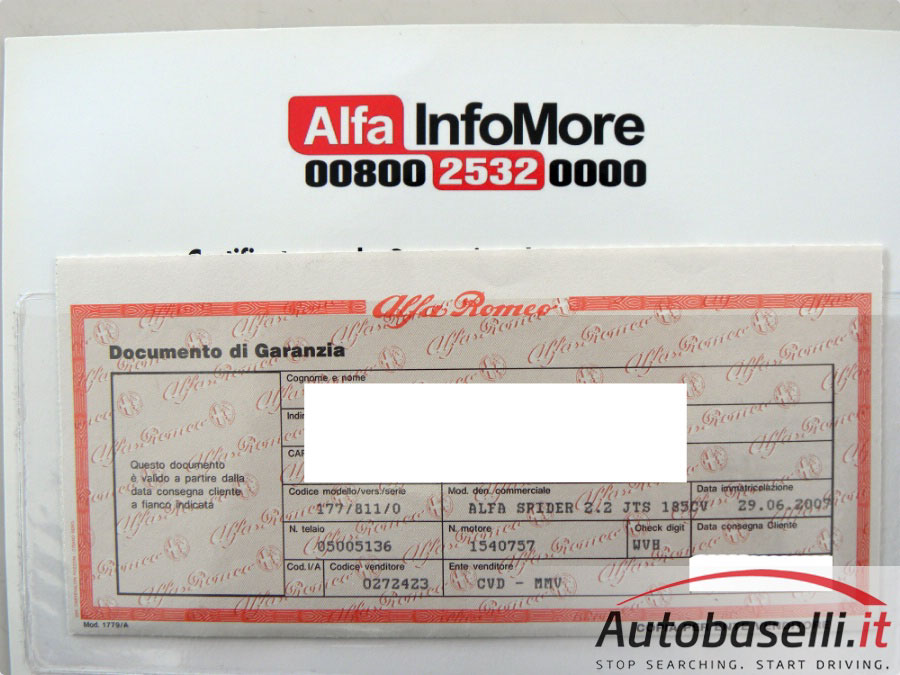 Alfa InfoMore
00800 2532 0000
Alfa Romeo
Documento di Garanzia
Cognome e nome
Questo documento
è valido a partire dalla
data consegna cliente
a fianco indicata
Codice modello/vers./serie
Mod. den. commerciale
Data immatricolazione
177/811/0
ALFA SRIDER 2.2 JTS 185CV
29.06.2007
N. telaio
N. motore
Check digit
Data consegna cliente
05005136
1540757
WVH
Cod.I/A
Codice venditore
Ente venditore
0272423
CVD - MMV
Mod. 1779/A
Autobaselli.it
STOP SEARCHING. START DRIVING.